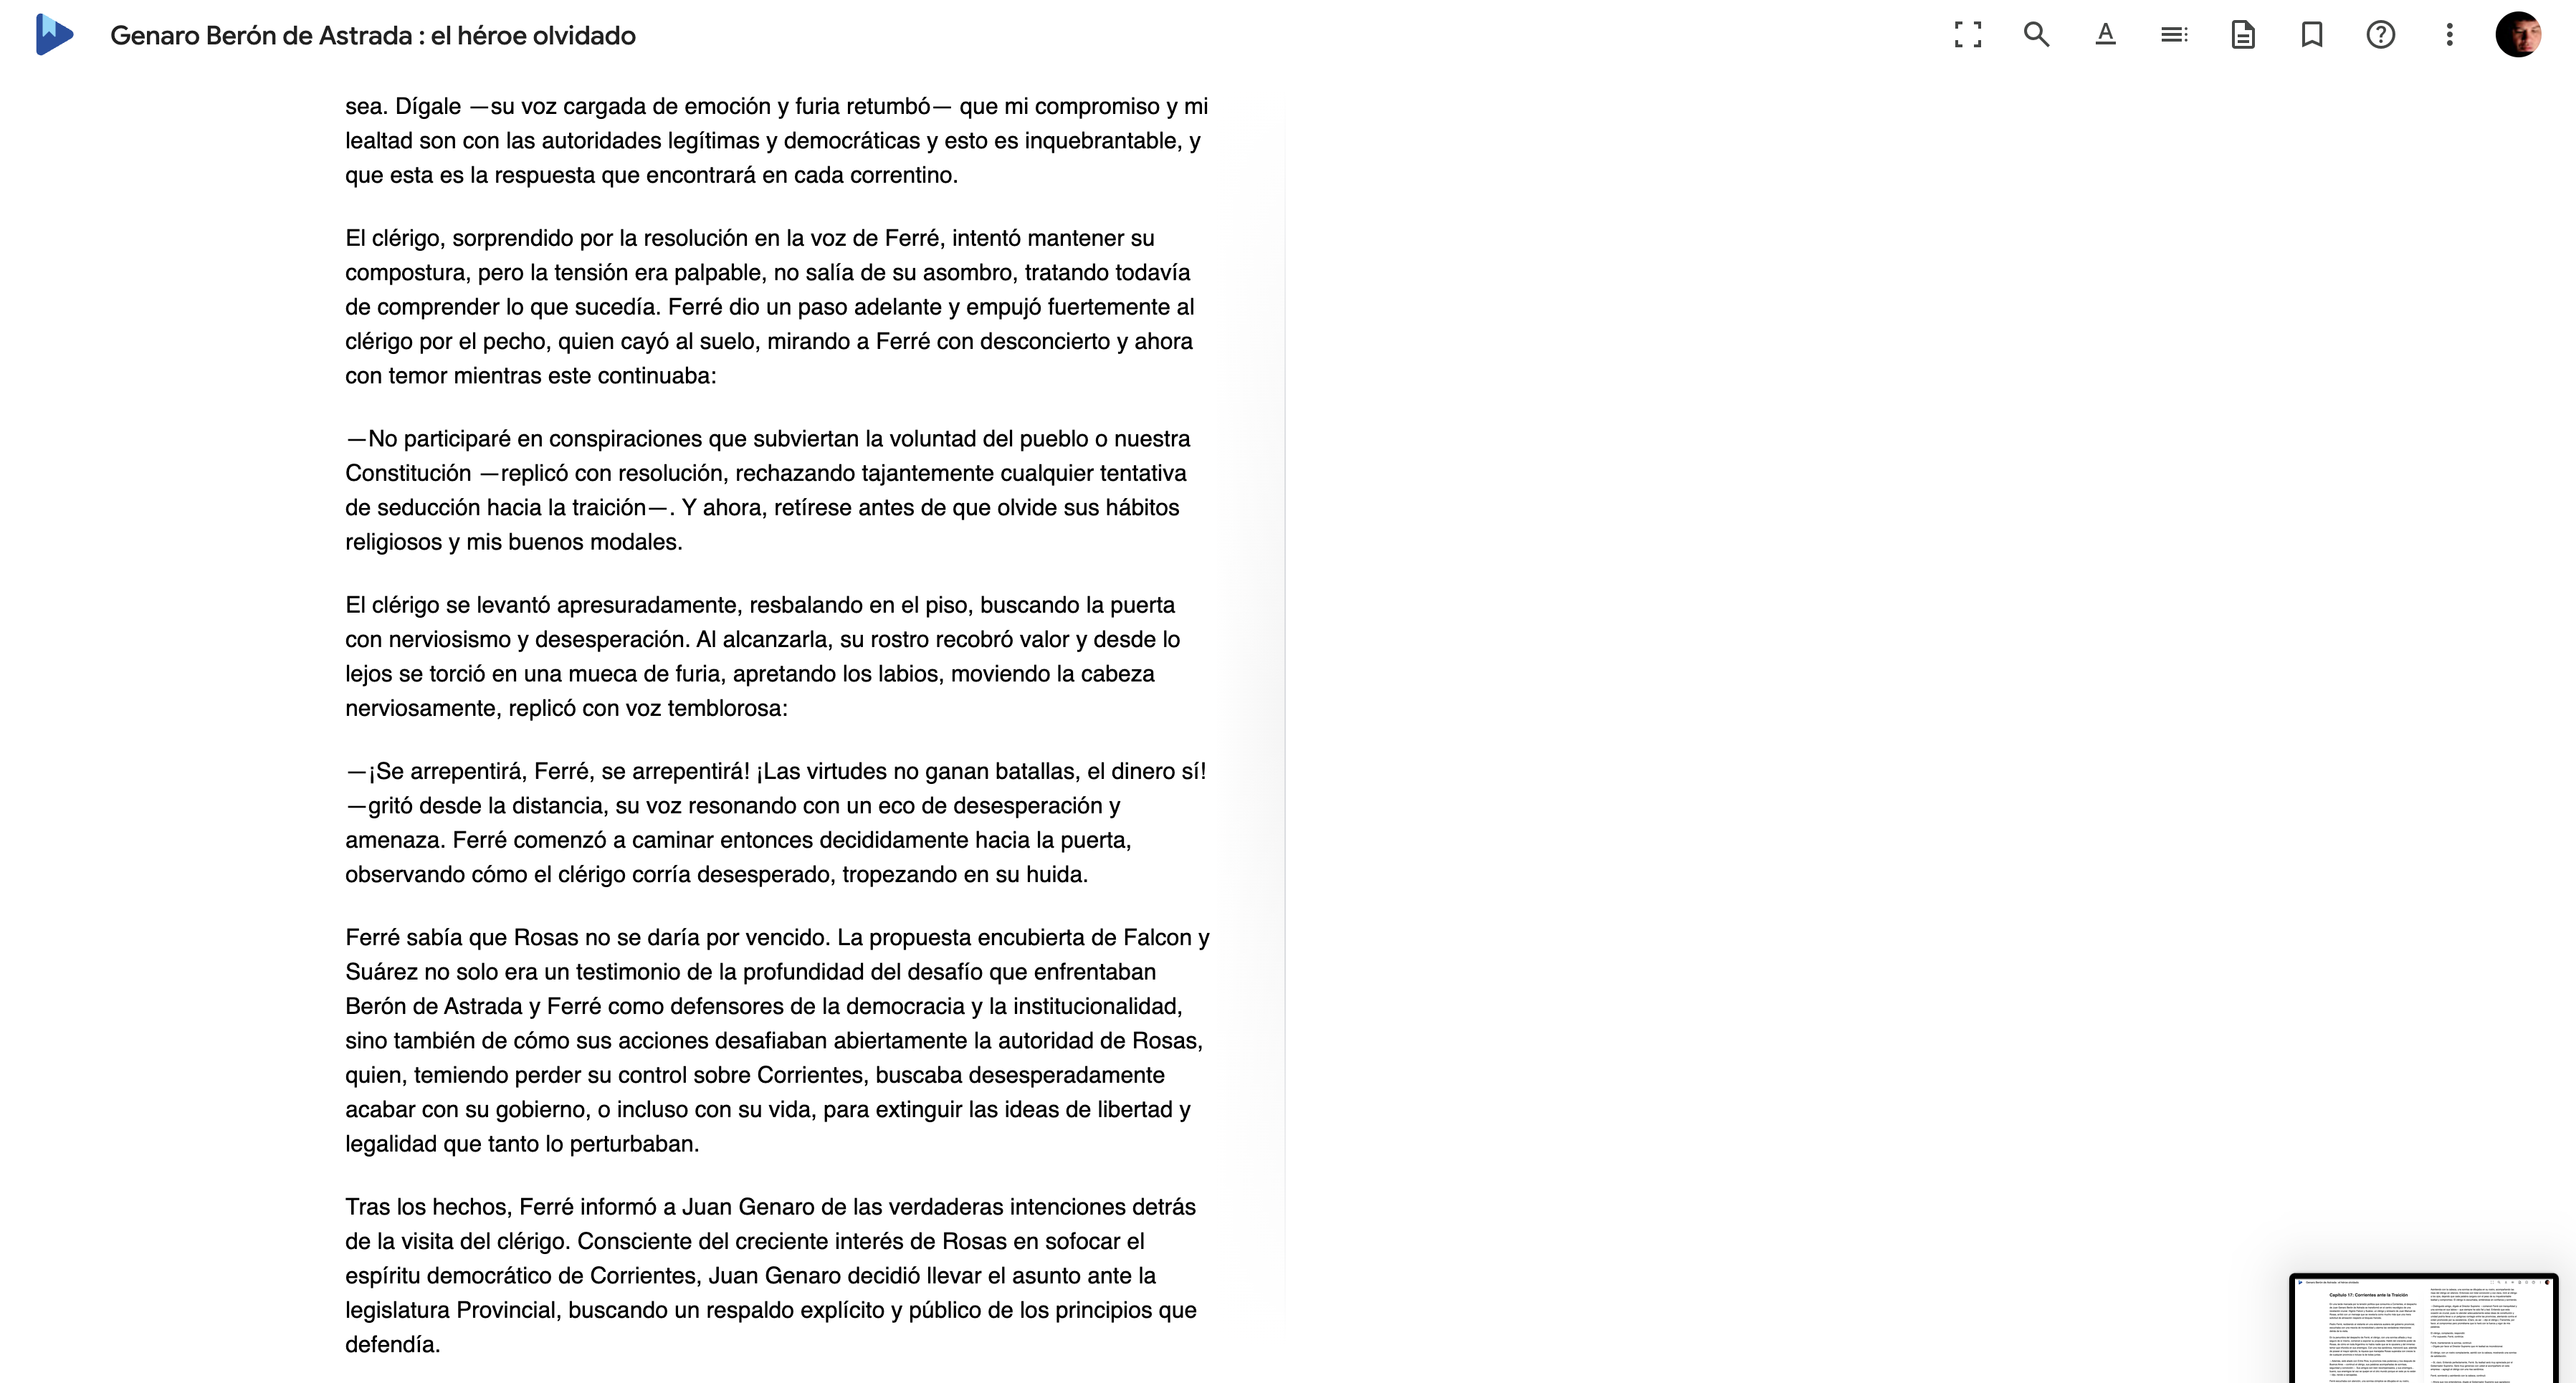 Genaro Berón de Astrada : el héroe olvidado
sea. Dígale —su voz cargada de emoción y furia retumbó— que mi compromiso y mi
lealtad son con las autoridades legítimas y democráticas y esto es inquebrantable, y
que esta es la respuesta que encontrará en cada correntino.
El clérigo, sorprendido por la resolución en la voz de Ferré, intentó mantener su
compostura, pero la tensión era palpable, no salía de su asombro, tratando todavía
de comprender lo que sucedía. Ferré dio un paso adelante y empujó fuertemente al
clérigo por el pecho, quien cayó al suelo, mirando a Ferré con desconcierto y ahora
con temor mientras este continuaba:
—No participaré en conspiraciones que subviertan la voluntad del pueblo o nuestra
Constitución —replicó con resolución, rechazando tajantemente cualquier tentativa
de seducción hacia la traición—. Y ahora, retírese antes de que olvide sus hábitos
religiosos y mis buenos modales.
El clérigo se levantó apresuradamente, resbalando en el piso, buscando la puerta
con nerviosismo y desesperación. Al alcanzarla, su rostro recobró valor y desde lo
lejos se torció en una mueca de furia, apretando los labios, moviendo la cabeza
nerviosamente, replicó con voz temblorosa:
—¡Se arrepentirá, Ferré, se arrepentirá! ¡Las virtudes no ganan batallas, el dinero sí!
—gritó desde la distancia, su voz resonando con un eco de desesperación y
amenaza. Ferré comenzó a caminar entonces decididamente hacia la puerta,
observando cómo el clérigo corría desesperado, tropezando en su huida.
Ferré sabía que Rosas no se daría por vencido. La propuesta encubierta de Falcon y
Suárez no solo era un testimonio de la profundidad del desafío que enfrentaban
Berón de Astrada y Ferré como defensores de la democracia y la institucionalidad,
sino también de cómo sus acciones desafiaban abiertamente la autoridad de Rosas,
quien, temiendo perder su control sobre Corrientes, buscaba desesperadamente
acabar con su gobierno, o incluso con su vida, para extinguir las ideas de libertad y
legalidad que tanto lo perturbaban.
Tras los hechos, Ferré informó a Juan Genaro de las verdaderas intenciones detrás
de la visita del clérigo. Consciente del creciente interés de Rosas en sofocar el
espíritu democrático de Corrientes, Juan Genaro decidió llevar el asunto ante la
legislatura Provincial, buscando un respaldo explícito y público de los principios que
defendía.
Capítulo 17: Corrientes ante la Traición